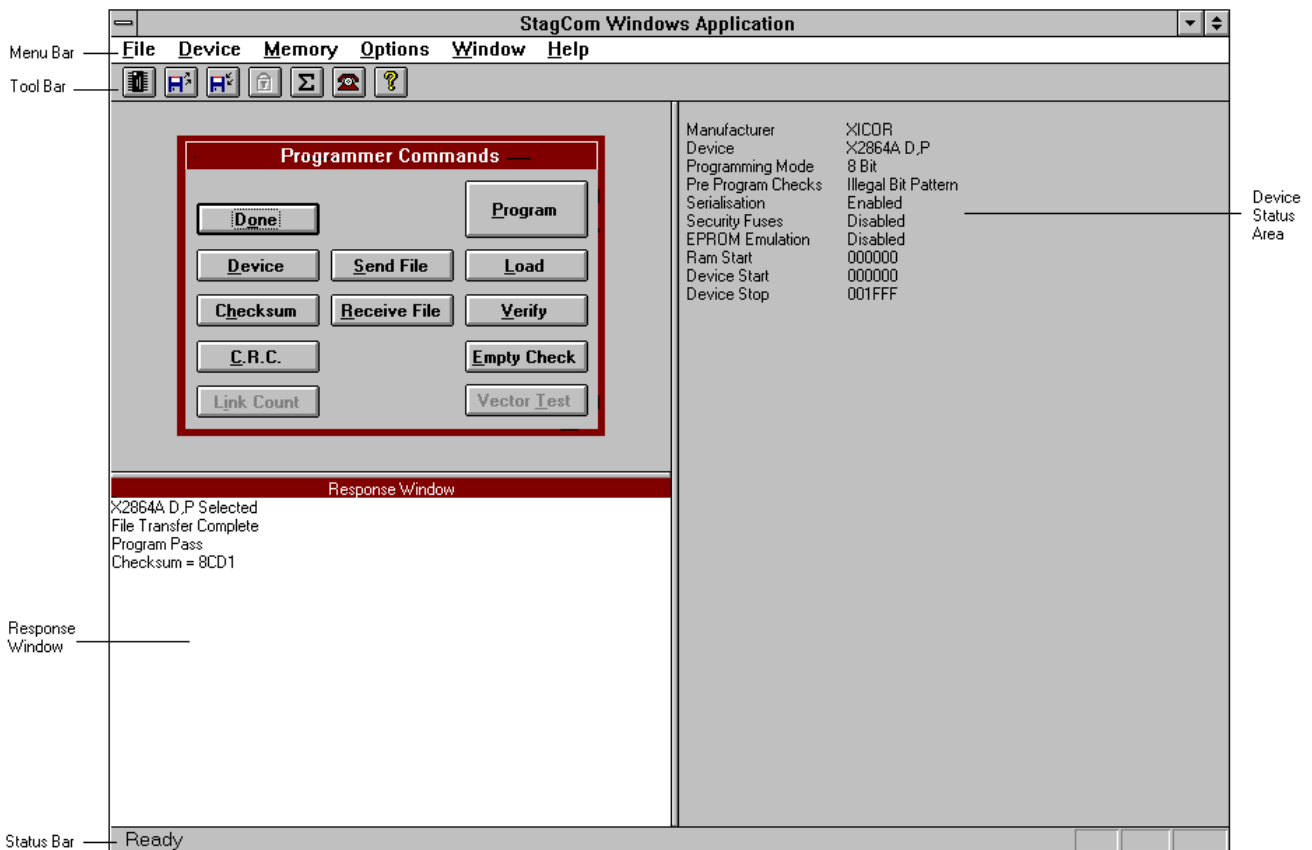 StagCom Windows Application
Menu Bar
File Device Memory Options Window Help
Tool Bar
Programmer Commands
Done
Program
Device
Send File
Load
Checksum
Receive File
Verify
C.R.C.
Empty Check
Link Count
Vector Test
Manufacturer XICOR
Device X2864A D,P
Programming Mode 8 Bit
Pre Program Checks Illegal Bit Pattern
Serialisation Enabled
Security Fuses Disabled
EPROM Emulation Disabled
Ram Start 000000
Device Start 000000
Device Stop 001FFF
Device
Status
Area
Response Window
X2864A D,P Selected
File Transfer Complete
Program Pass
Checksum = 8CD1
Response
Window
Status Bar
Ready